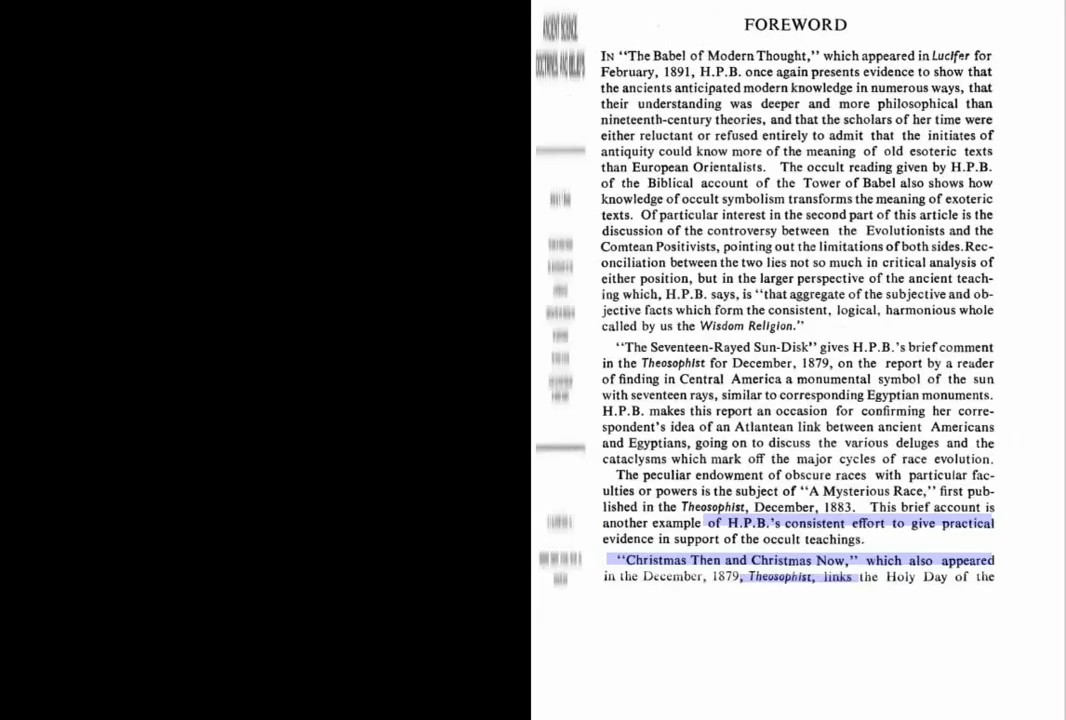 ANCIENT SCIENCE
DOCTRINES AND BELIEFS
FOREWORD
IN “The Babel of Modern Thought,” which appeared in Lucifer for
February, 1891, H.P.B. once again presents evidence to show that
the ancients anticipated modern knowledge in numerous ways, that
their understanding was deeper and more philosophical than
nineteenth-century theories, and that the scholars of her time were
either reluctant or refused entirely to admit that the initiates of
antiquity could know more of the meaning of old esoteric texts
than European Orientalists. The occult reading given by H.P.B.
of the Biblical account of the Tower of Babel also shows how
knowledge of occult symbolism transforms the meaning of exoteric
texts. Of particular interest in the second part of this article is the
discussion of the controversy between the Evolutionists and the
Comtean Positivists, pointing out the limitations of both sides.Rec-
onciliation between the two lies not so much in critical analysis of
either position, but in the larger perspective of the ancient teach-
ing which, H.P.B. says, is “that aggregate of the subjective and ob-
jective facts which form the consistent, logical, harmonious whole
called by us the Wisdom Religion.”
“The Seventeen-Rayed Sun-Disk” gives H.P.B.’s brief comment
in the Theosophist for December, 1879, on the report by a reader
of finding in Central America a monumental symbol of the sun
with seventeen rays, similar to corresponding Egyptian monuments.
H.P.B. makes this report an occasion for confirming her corre-
spondent’s idea of an Atlantean link between ancient Americans
and Egyptians, going on to discuss the various deluges and the
cataclysms which mark off the major cycles of race evolution.
The peculiar endowment of obscure races with particular fac-
ulties or powers is the subject of “A Mysterious Race,” first pub-
lished in the Theosophist, December, 1883. This brief account is
another example of H.P.B.’s consistent effort to give practical
evidence in support of the occult teachings.
“Christmas Then and Christmas Now,” which also appeared
in the December, 1879, Theosophist, links the Holy Day of the